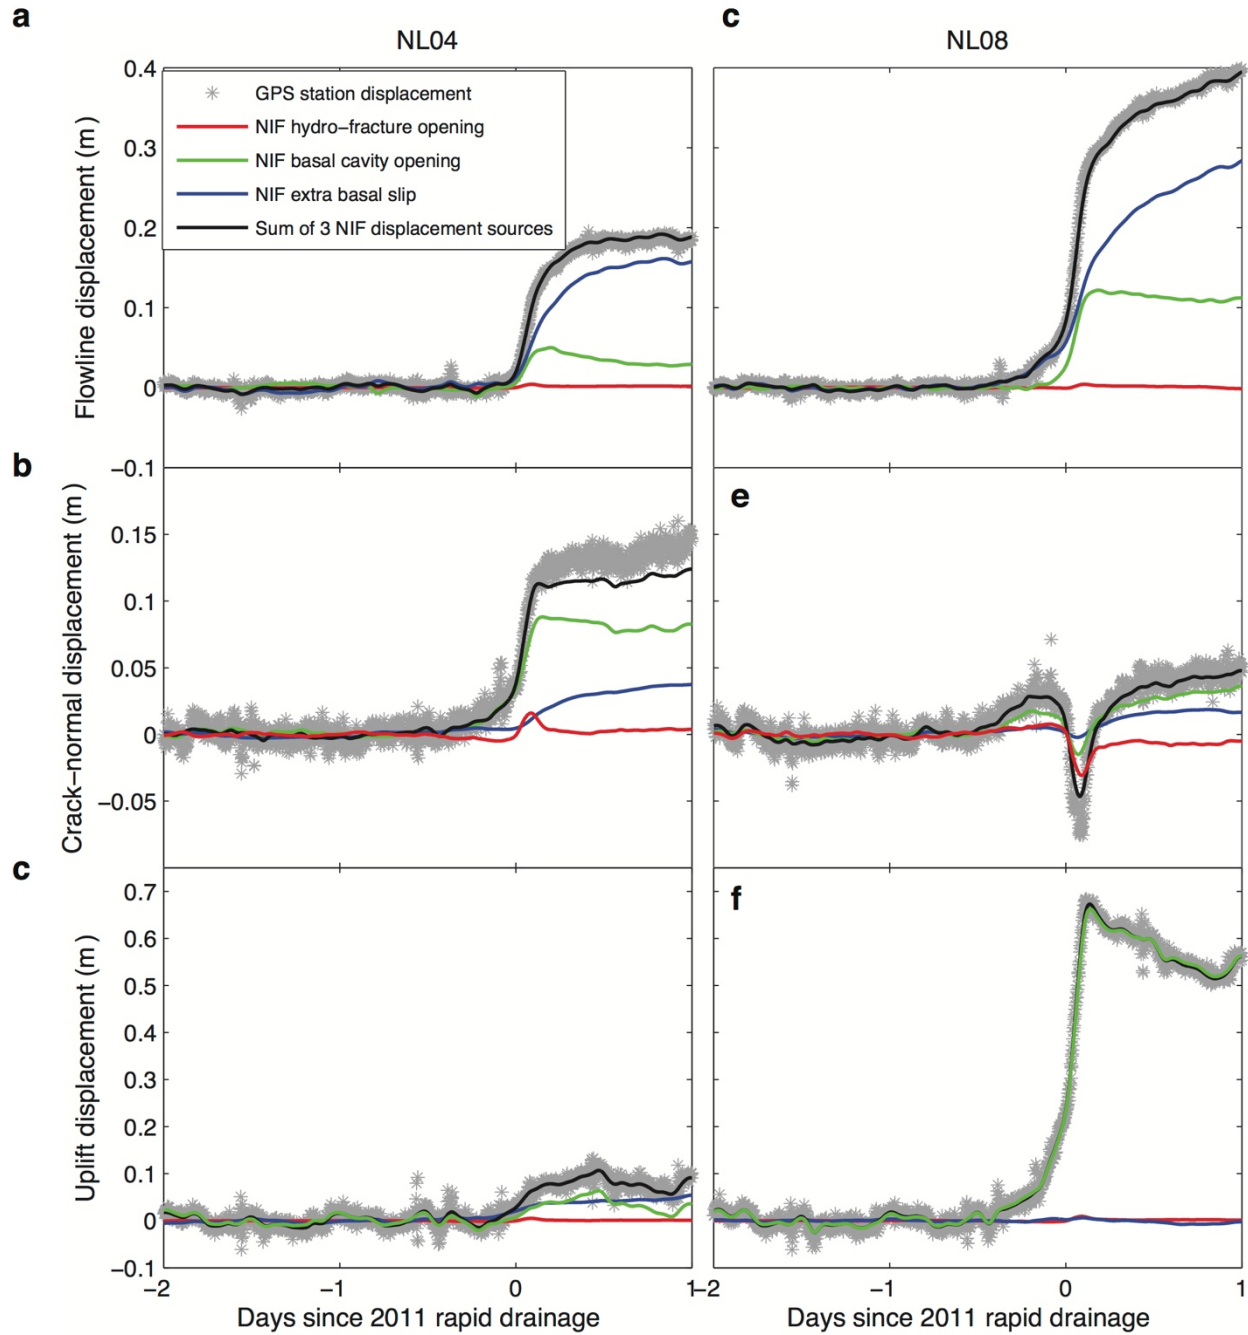 a
c
NL04
NL08
0.4
GPS station displacement
NIF hydro-fracture opening
0.3
NIF basal cavity opening
NIF extra basal slip
Sum of 3 NIF displacement sources
0.2
0.1
0
−0.1
Flowline displacement (m)
b
e
0.15
0.1
0.05
0
−0.05
Crack−normal displacement (m)
c
f
0.7
0.6
0.5
0.4
0.3
0.2
0.1
0
−0.1
Uplift displacement (m)
−2 −1 0 1 −2 −1 0 1
Days since 2011 rapid drainage
Days since 2011 rapid drainage